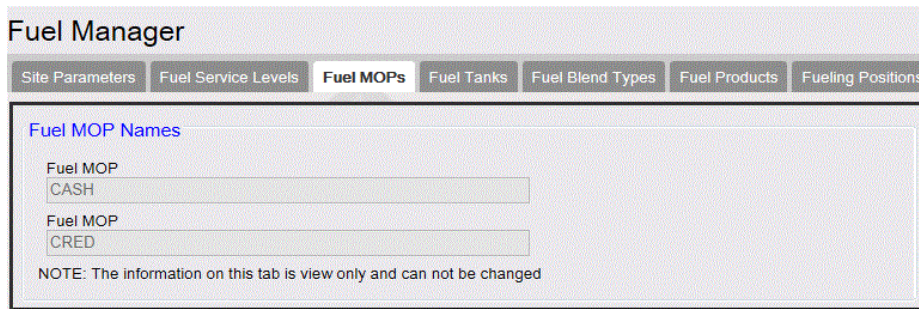 Fuel Manager
Site Parameters Fuel Service Levels Fuel MOPs Fuel Tanks Fuel Blend Types Fuel Products Fueling Positions
Fuel MOP Names
Fuel MOP
CASH
Fuel MOP
CRED
NOTE: The information on this tab is view only and can not be changed